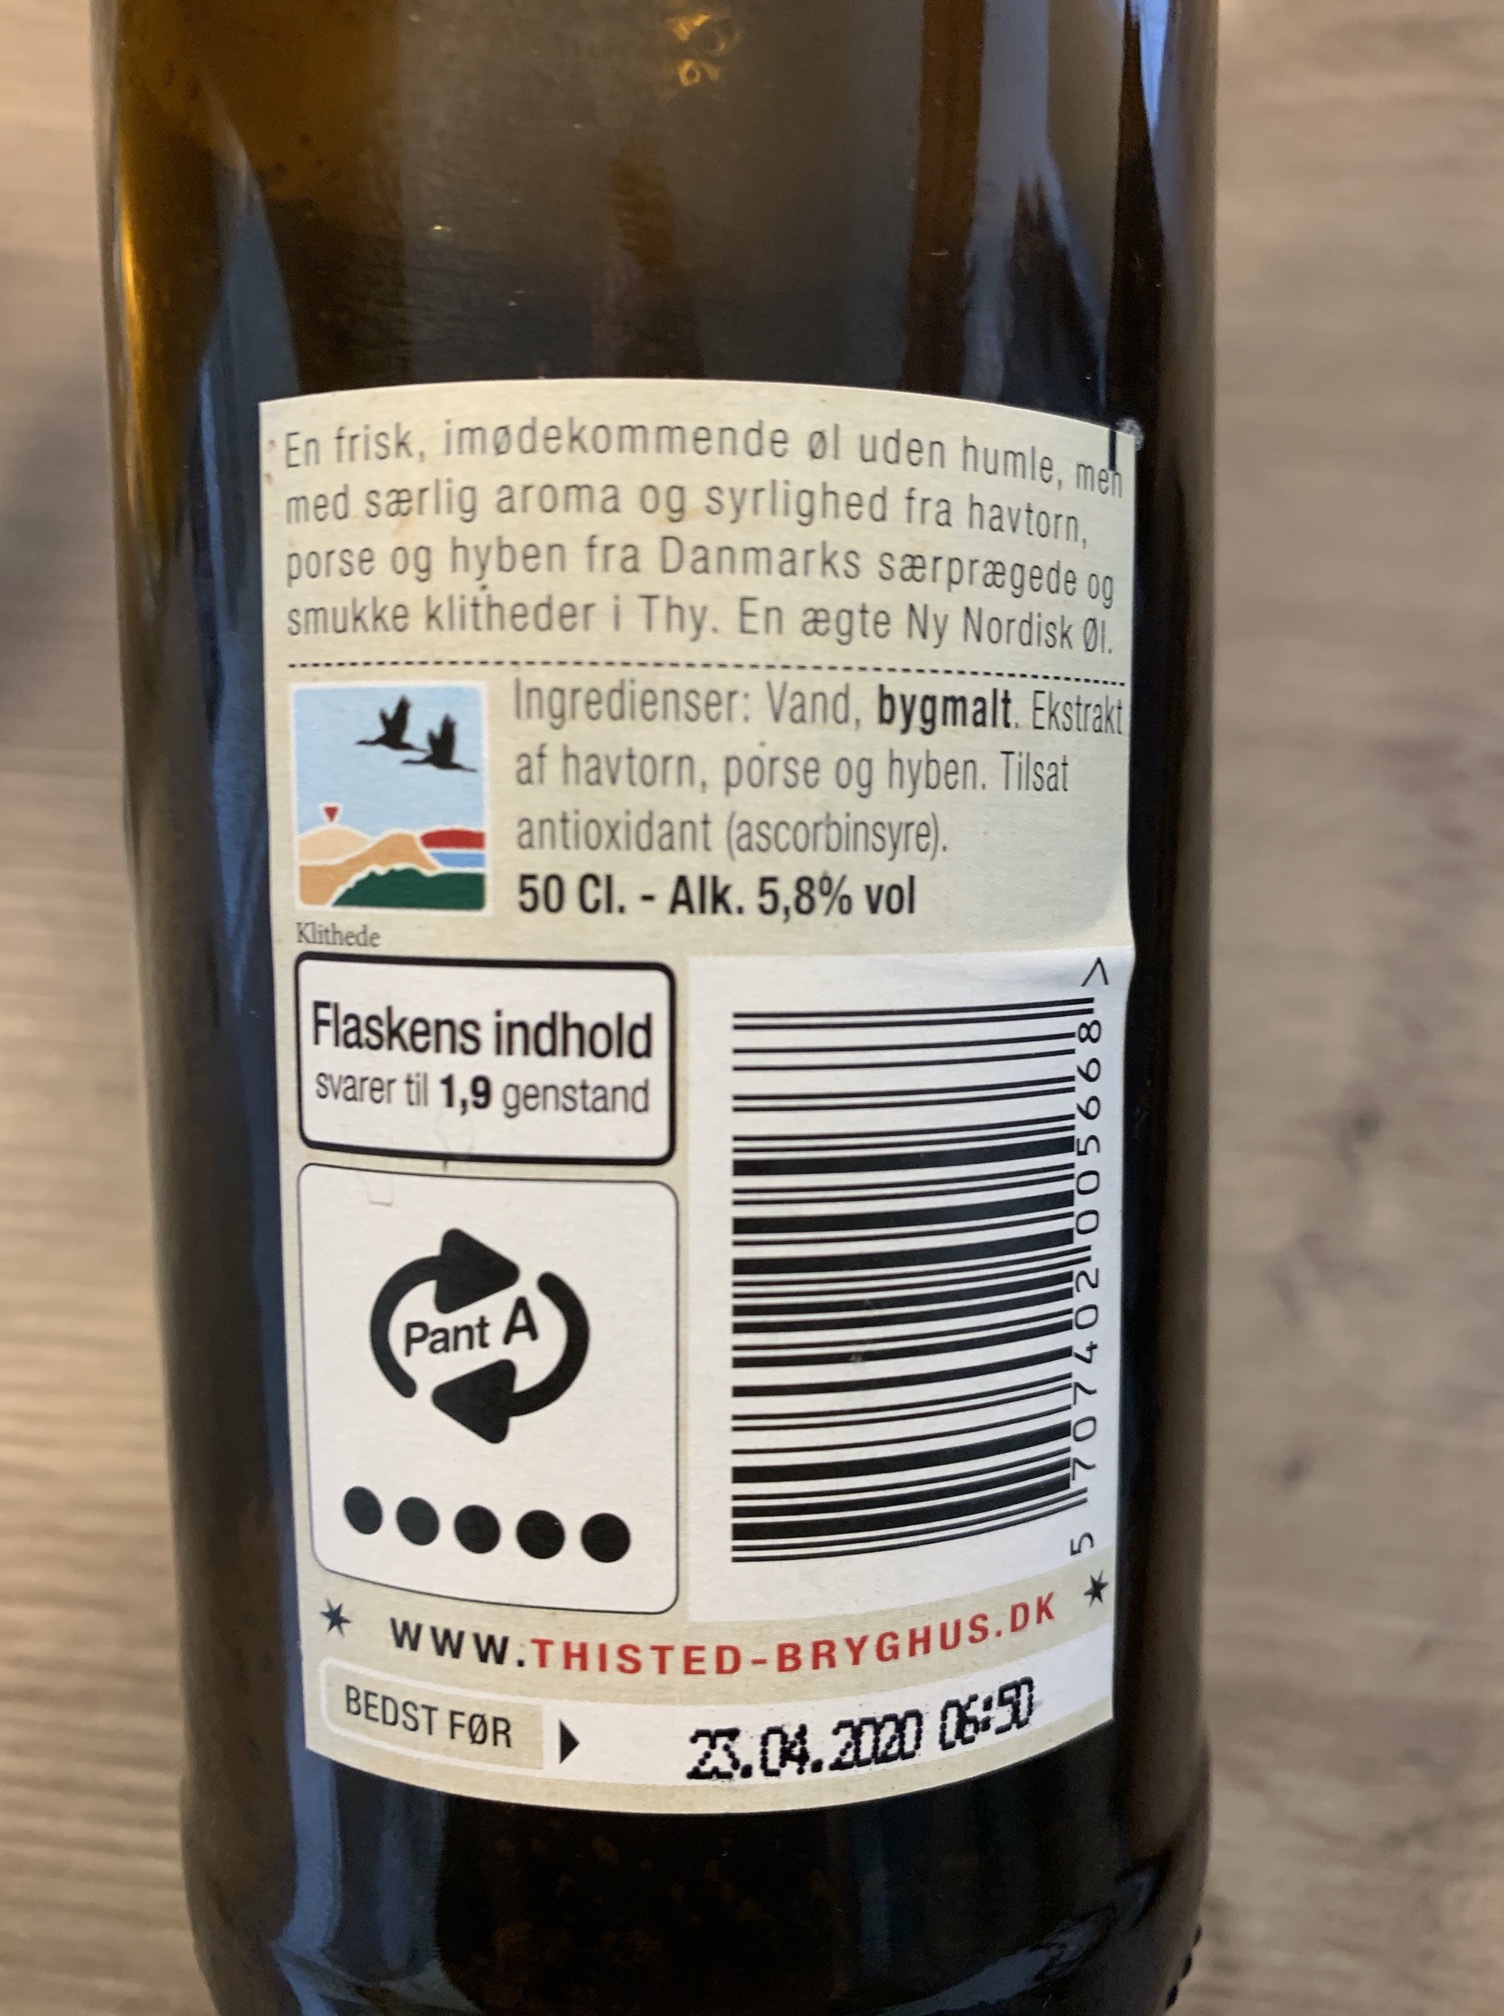 En frisk, imødekommende øl uden humle, men
med særlig aroma og syrlighed fra havtorn,
porse og hyben fra Danmarks særprægede og
smukke klitheder i Thy. En ægte Ny Nordisk Øl.
Ingredienser: Vand, bygmalt. Ekstrakt
af havtorn, porse og hyben. Tilsat
antioxidant (ascorbinsyre).
50 Cl. - Alk. 5,8% vol
Klithede
Flaskens indhold
svarer til 1,9 genstand
Pant A
5 707402 005668 >
* WWW.THISTED-BRYGHUS.DK *
BEDST FØR
23.04.2020 06:50